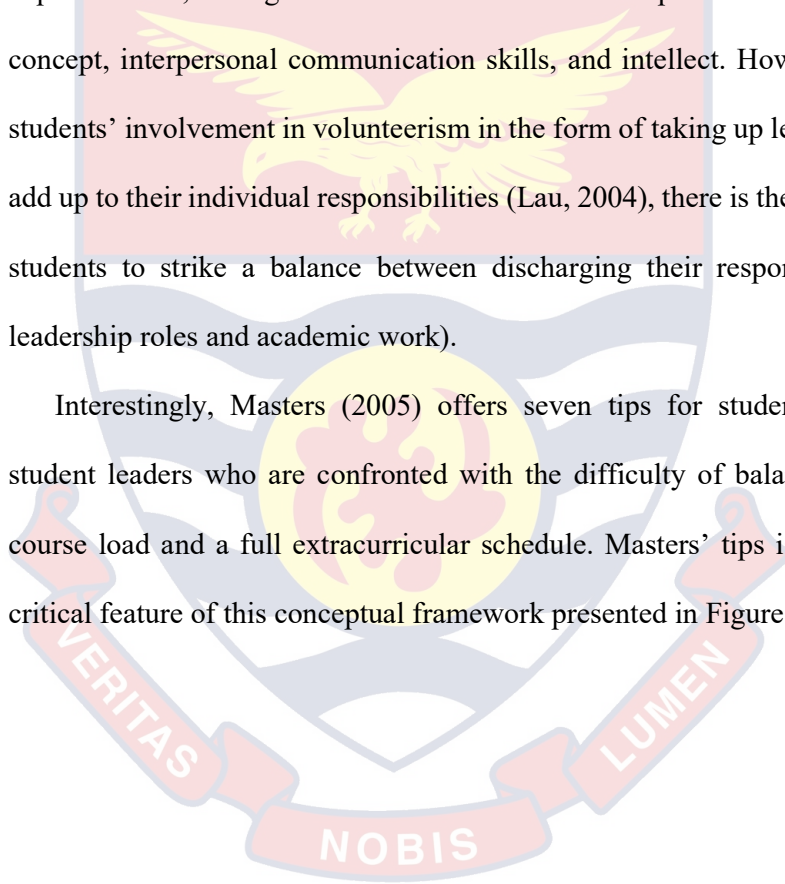 concept, interpersonal communication skills, and intellect. How
students’ involvement in volunteerism in the form of taking up le
add up to their individual responsibilities (Lau, 2004), there is the
students to strike a balance between discharging their respon
leadership roles and academic work).
Interestingly, Masters (2005) offers seven tips for studen
student leaders who are confronted with the difficulty of bala
course load and a full extracurricular schedule. Masters’ tips i
critical feature of this conceptual framework presented in Figure
VERITAS
NOBIS
LUMEN